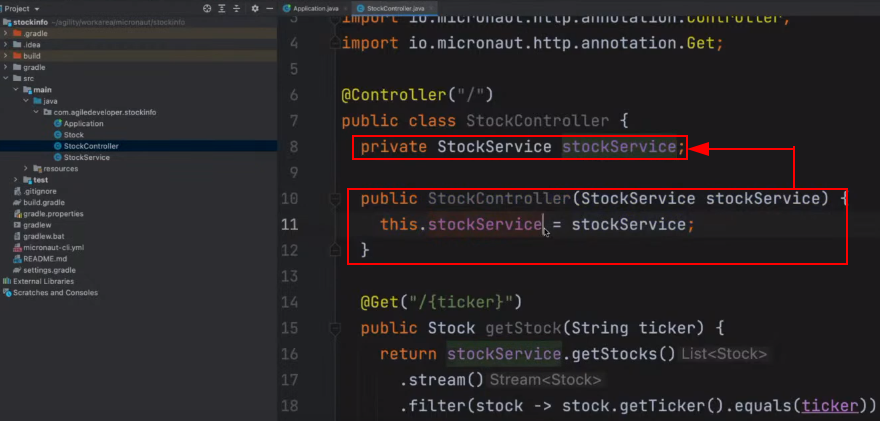 Project
stockinfo ~/agility/worksrea/micronaut/stockinfo
.gradle
.idea
build
gradle
src
main
java
com.agiledeveloper.stockinfo
Application
Stock
StockController
StockService
resources
test
.gitignore
build.gradle
gradle.properties
gradlew
gradlew.bat
micronaut-cli.yml
README.md
settings.gradle
External Libraries
Scratches and Consoles
Application.java
StockController.java
3 import io.micronaut.http.annotation.Controller;
4 import io.micronaut.http.annotation.Get;
5
6 @Controller("/")
7 public class StockController {
8 private StockService stockService;
9
10 public StockController(StockService stockService) {
11 this.stockService = stockService;
12 }
13
14 @Get("/{ticker}")
15 public Stock getStock(String ticker) {
16 return stockService.getStocks() List<Stock>
17 .stream() Stream<Stock>
18 .filter(stock -> stock.getTicker().equals(ticker))